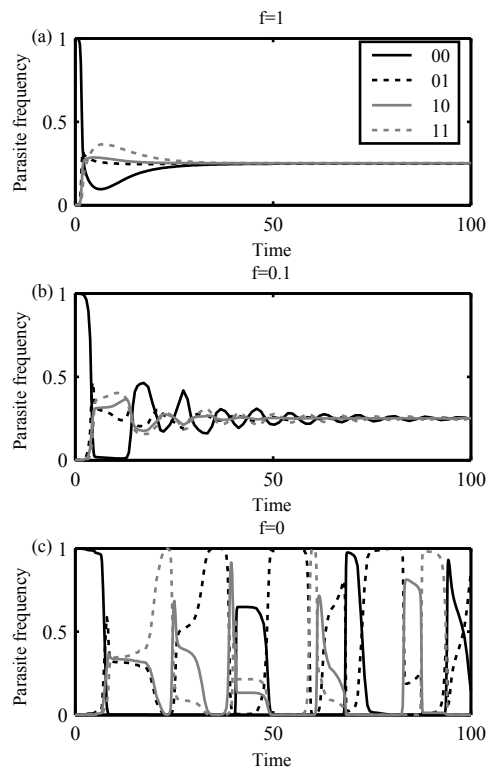 f=1
(a)
1
0.5
0
Parasite frequency
00
01
10
11
0
50
100
Time
f=0.1
(b)
1
0.5
0
Parasite frequency
0
50
100
Time
f=0
(c)
1
0.5
0
Parasite frequency
0
50
100
Time